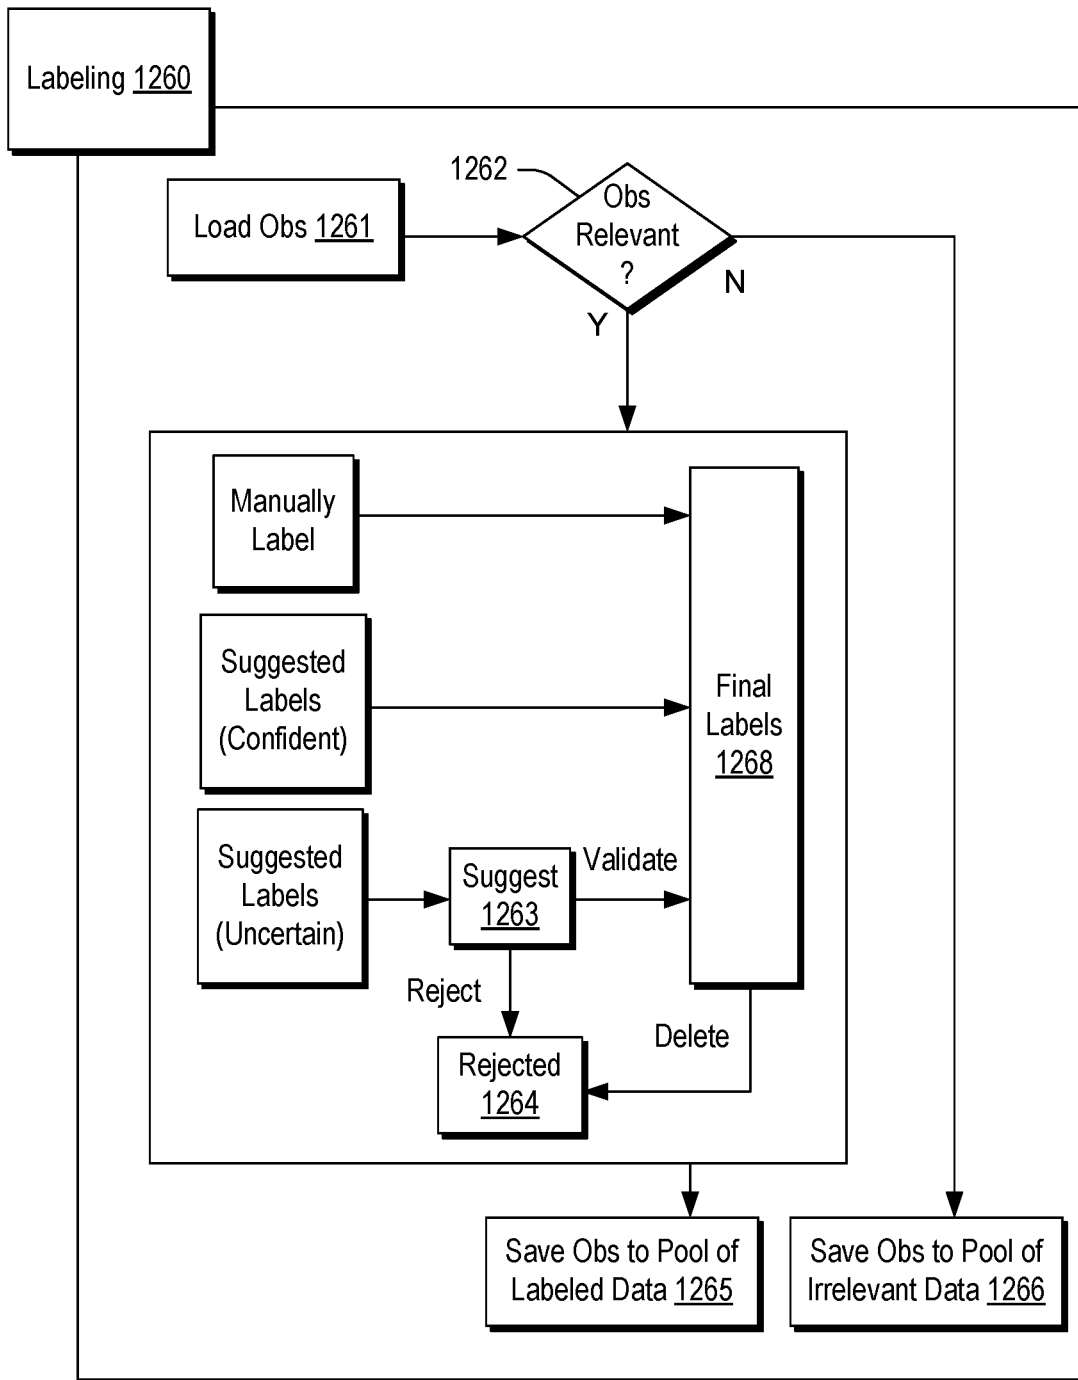 Labeling 1260
1262
Load Obs 1261
Obs
Relevant
?
N
Y
Manually
Label
Suggested
Labels
(Confident)
Final
Labels
1268
Suggested
Labels
(Uncertain)
Suggest
1263
Validate
Reject
Delete
Rejected
1264
Save Obs to Pool of
Labeled Data 1265
Save Obs to Pool of
Irrelevant Data 1266